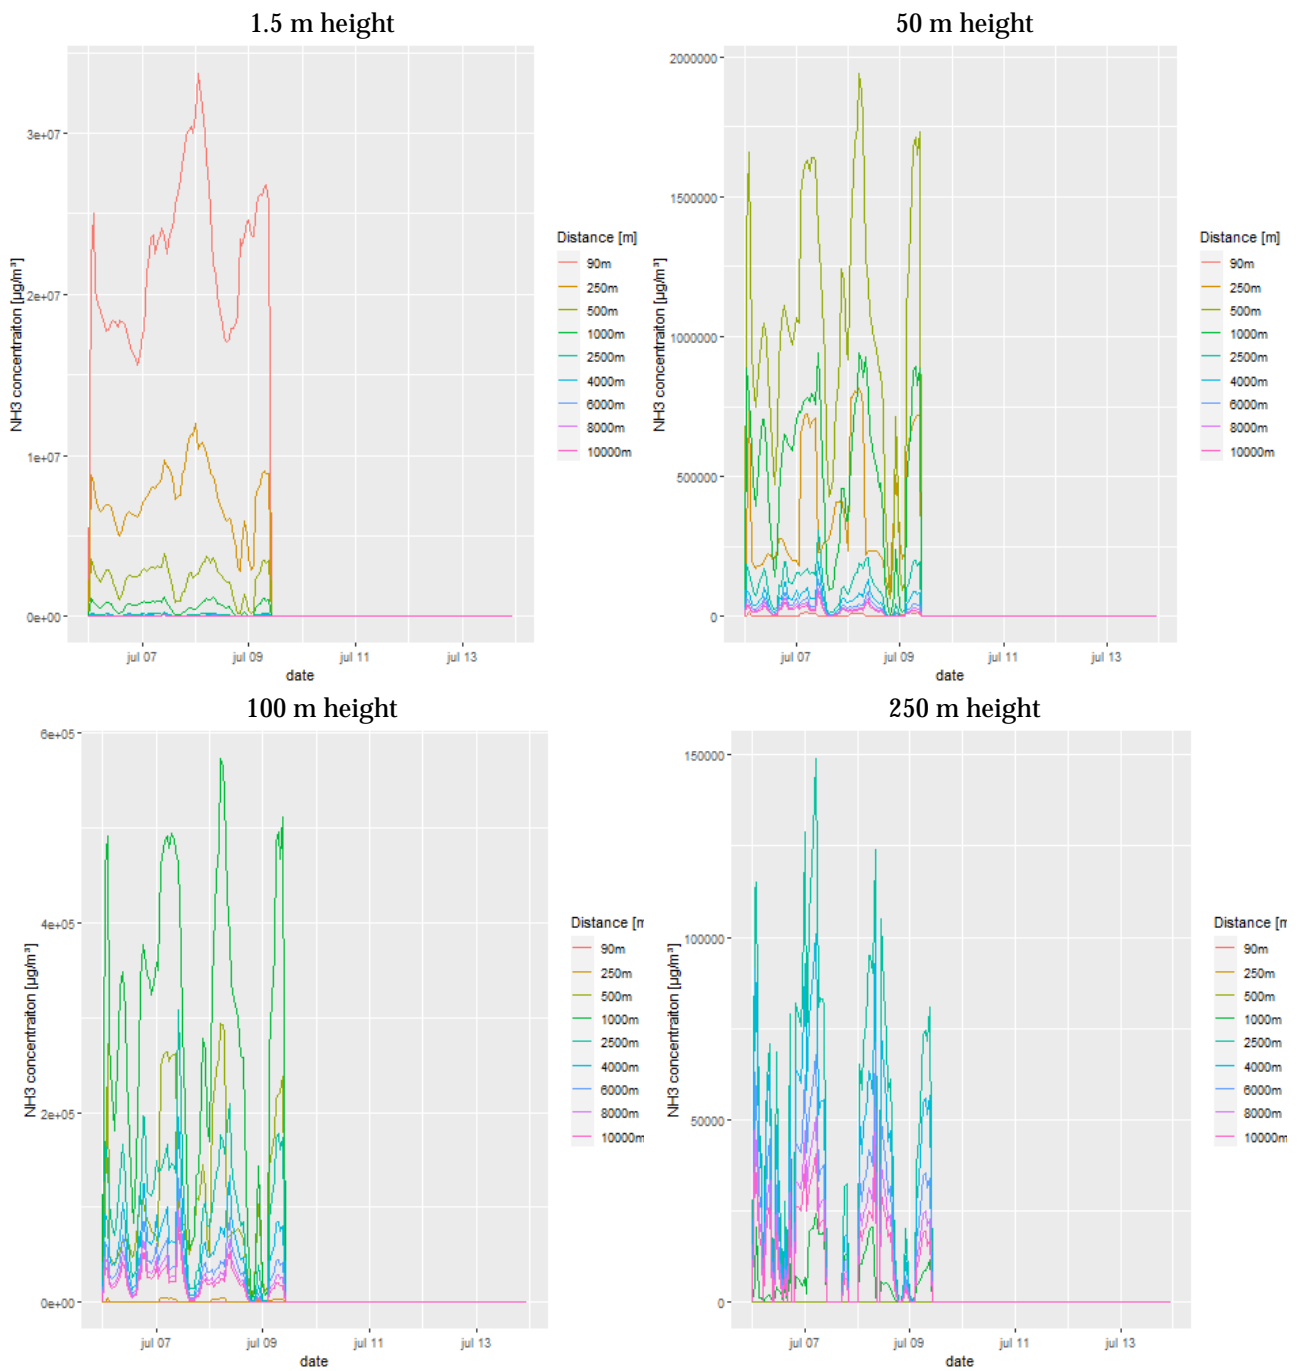 1.5 m height
3e+07
2e+07
1e+07
0e+00
NH3 concentraiton [µg/m³]
jul 07
jul 09
jul 11
jul 13
date
Distance [m]
90m
250m
500m
1000m
2500m
4000m
6000m
8000m
10000m
50 m height
2000000
1500000
1000000
500000
0
NH3 concentraiton [µg/m³]
jul 07
jul 09
jul 11
jul 13
date
Distance [m]
90m
250m
500m
1000m
2500m
4000m
6000m
8000m
10000m
100 m height
6e+05
4e+05
2e+05
0e+00
NH3 concentraiton [µg/m³]
jul 07
jul 09
jul 11
jul 13
date
Distance [m
90m
250m
500m
1000m
2500m
4000m
6000m
8000m
10000m
250 m height
150000
100000
50000
0
NH3 concentraiton [µg/m³]
jul 07
jul 09
jul 11
jul 13
date
Distance [m
90m
250m
500m
1000m
2500m
4000m
6000m
8000m
10000m